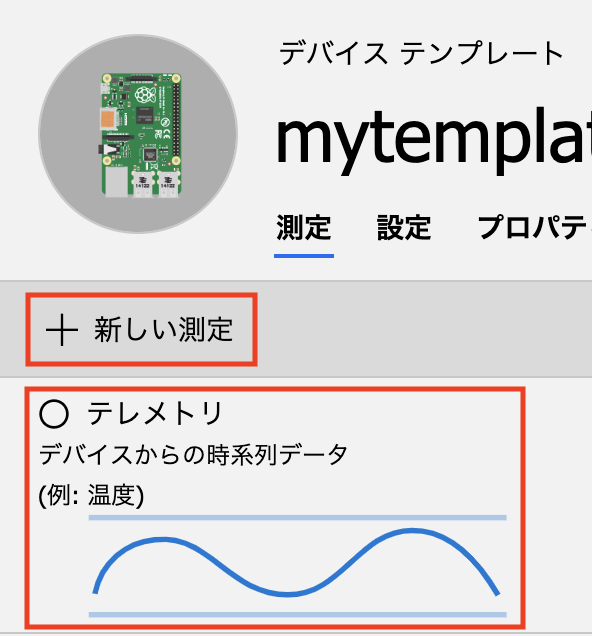 デバイス テンプレート
mytemplat
測定 設定 プロパティ
新しい測定
テレメトリ
デバイスからの時系列データ
(例: 温度)